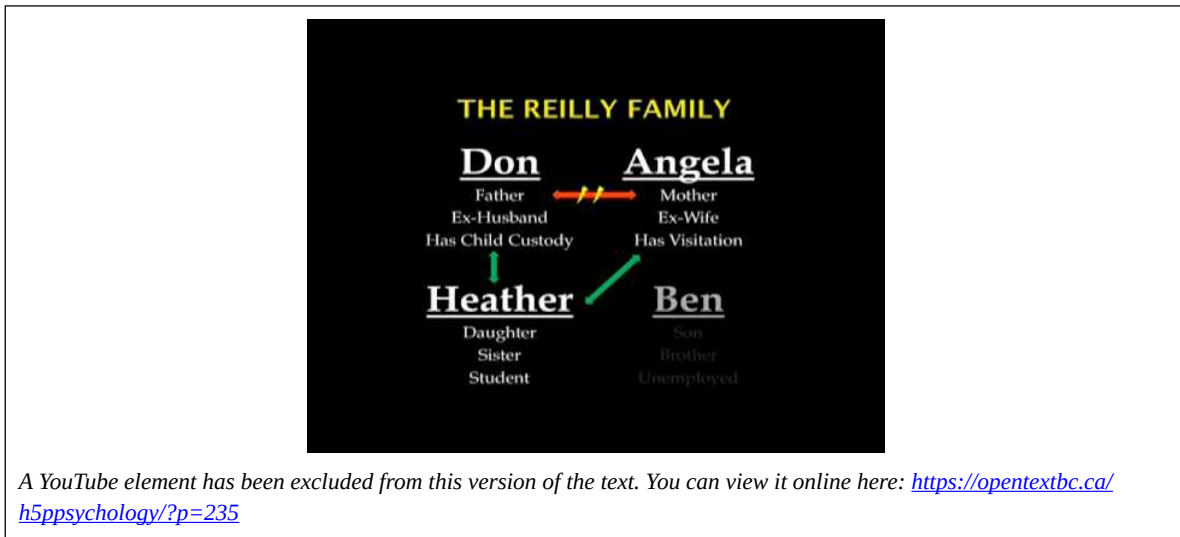 THE REILLY FAMILY
Don
Father
Ex-Husband
Has Child Custody
Angela
Mother
Ex-Wife
Has Visitation
Heather
Daughter
Sister
Student
Ben
Son
Brother
Unemployed
A YouTube element has been excluded from this version of the text. You can view it online here: https://opentextbc.ca/
h5ppsychology/?p=235